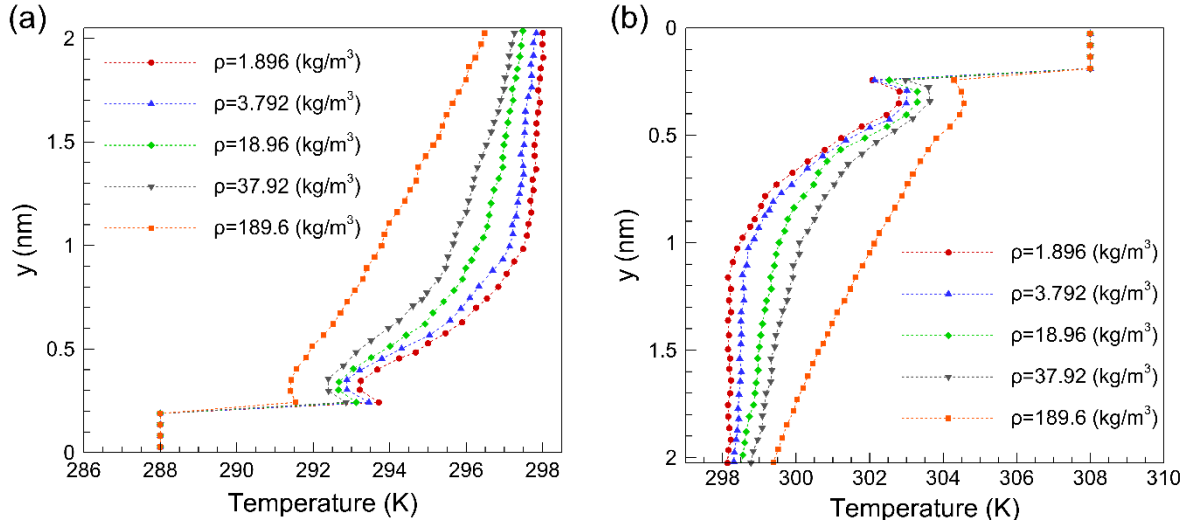 (a)
2
1.5
1
0.5
0
y (nm)
ρ=1.896 (kg/m³)
ρ=3.792 (kg/m³)
ρ=18.96 (kg/m³)
ρ=37.92 (kg/m³)
ρ=189.6 (kg/m³)
286 288 290 292 294 296 298
Temperature (K)
(b)
0
0.5
1
1.5
2
y (nm)
ρ=1.896 (kg/m³)
ρ=3.792 (kg/m³)
ρ=18.96 (kg/m³)
ρ=37.92 (kg/m³)
ρ=189.6 (kg/m³)
298 300 302 304 306 308 310
Temperature (K)